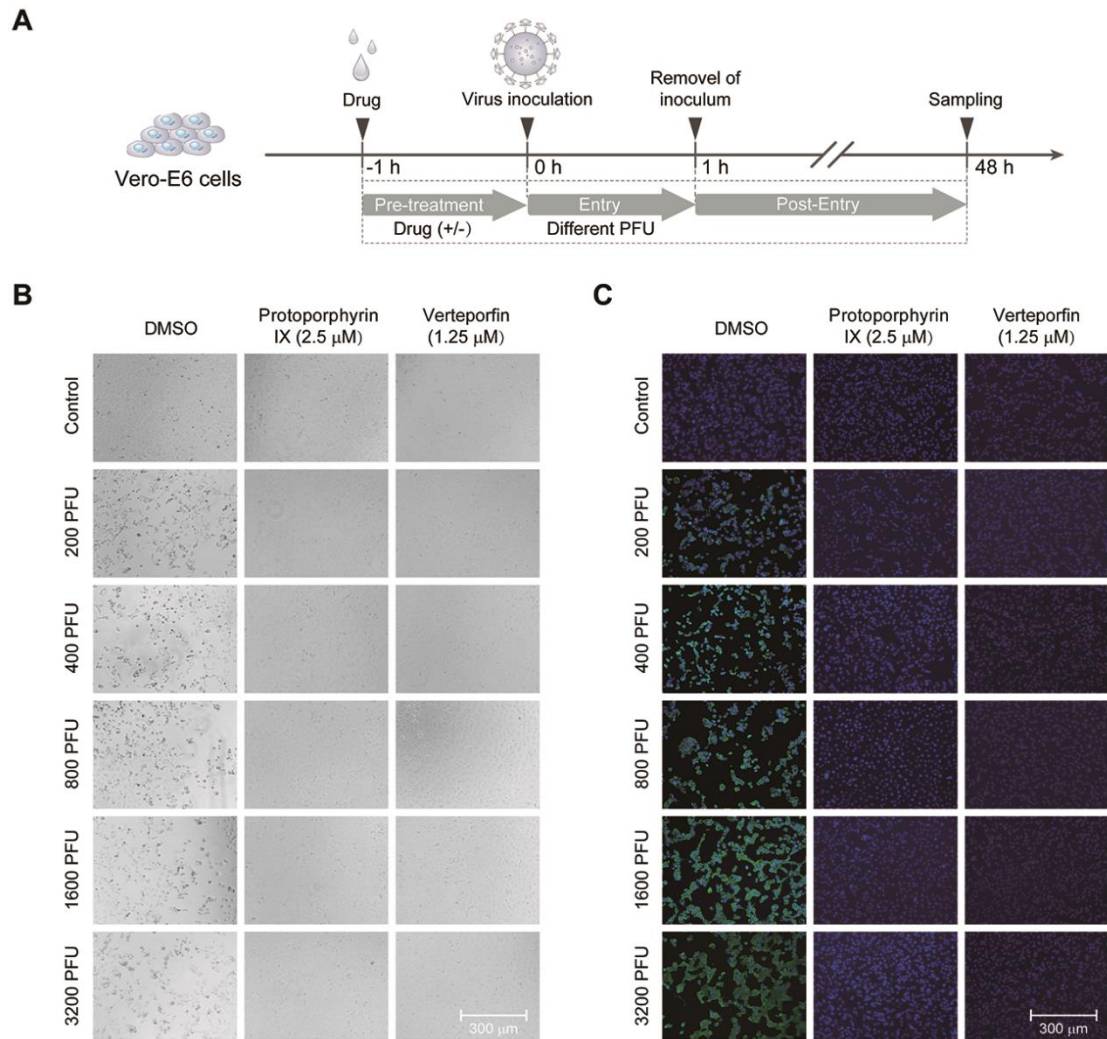 A
Drug
Virus inoculation
Removel of
inoculum
Sampling
Vero-E6 cells
-1 h
0 h
1 h
48 h
Pre-treatment
Entry
Post-Entry
Drug (+/-)
Different PFU
B
DMSO
Protoporphyrin
IX (2.5 μM)
Verteporfin
(1.25 μM)
Control
200 PFU
400 PFU
800 PFU
1600 PFU
3200 PFU
300 μm
C
DMSO
Protoporphyrin
IX (2.5 μM)
Verteporfin
(1.25 μM)
Control
200 PFU
400 PFU
800 PFU
1600 PFU
3200 PFU
300 μm